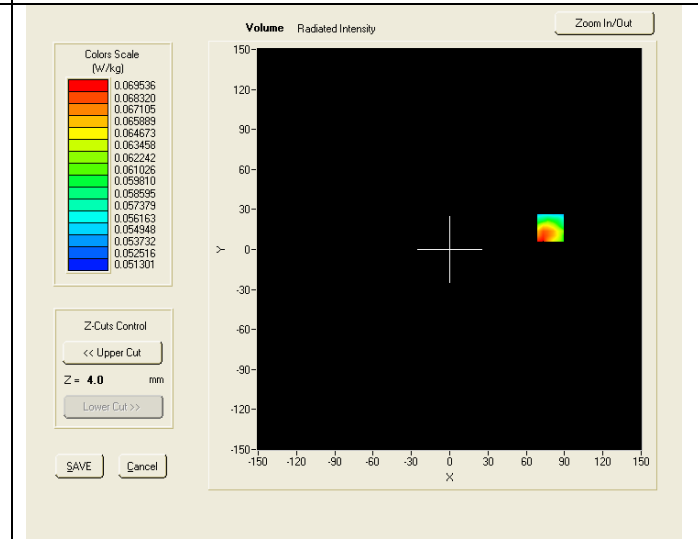 Volume Radiated Intensity
Zoom In/Out
Colors Scale
(W/kg)
0.069536
0.068320
0.067105
0.065889
0.064673
0.063458
0.062242
0.061026
0.059810
0.058595
0.057379
0.056163
0.054948
0.053732
0.052516
0.051301
Z-Cuts Control
<< Upper Cut
Z = 4.0 mm
Lower Cut >>
SAVE Cancel
150-
120-
90-
60-
30-
Y 0-
-30-
-60-
-90-
-120-
-150-
-150 -120 -90 -60 -30 0 30 60 90 120 150
X